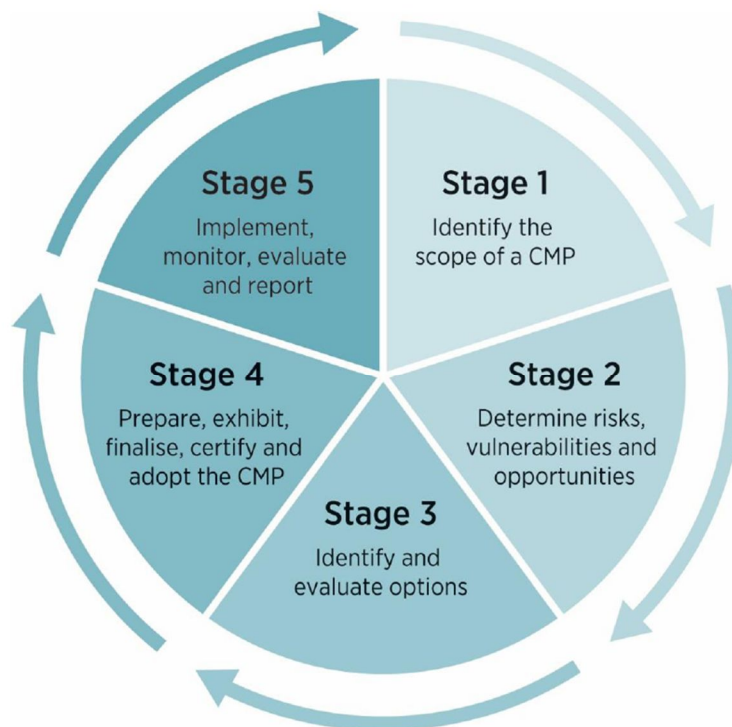 Stage 1
Identify the
scope of a CMP
Stage 2
Determine risks,
vulnerabilities and
opportunities
Stage 3
Identify and
evaluate options
Stage 4
Prepare, exhibit,
finalise, certify and
adopt the CMP
Stage 5
Implement,
monitor, evaluate
and report